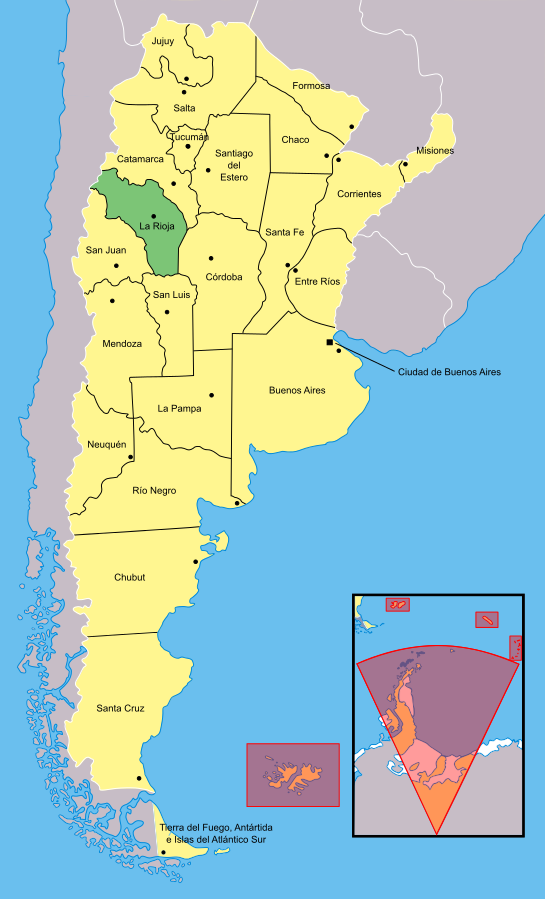 Jujuy
Formosa
Salta
Tucumán
Chaco
Misiones
Catamarca
Santiago
del
Estero
Corrientes
La Rioja
Santa Fe
San Juan
Córdoba
Entre Ríos
San Luis
Mendoza
Ciudad de Buenos Aires
Buenos Aires
La Pampa
Neuquén
Río Negro
Chubut
Santa Cruz
Tierra del Fuego, Antártida
e Islas del Atlántico Sur